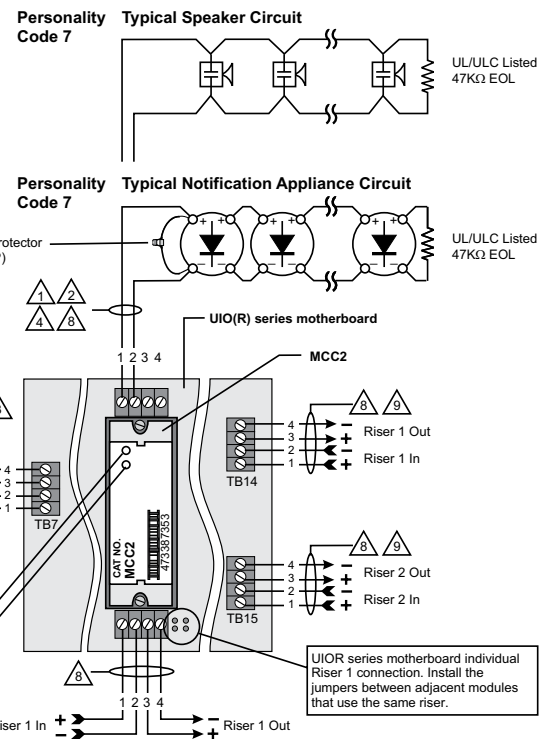 Personality Code 7 Typical Speaker Circuit
UL/ULC Listed
47KΩ EOL
Personality Code 7 Typical Notification Appliance Circuit
+ + + + + +
UL/ULC Listed
47KΩ EOL
– – – – – –
1 2
4 8
UIO(R) series motherboard
1 2 3 4
MCC2
8 9
4 – Riser 1 Out
3 +
2 – Riser 1 In
1 +
TB14
4
3
2
1
TB7
CAT NO.
MCC2
473387353
8 9
4 – Riser 2 Out
3 +
2 – Riser 2 In
1 +
TB15
8
UIOR series motherboard individual
Riser 1 connection. Install the
jumpers between adjacent modules
that use the same riser.
1 2 3 4
1 In + – Riser 1 Out
– +